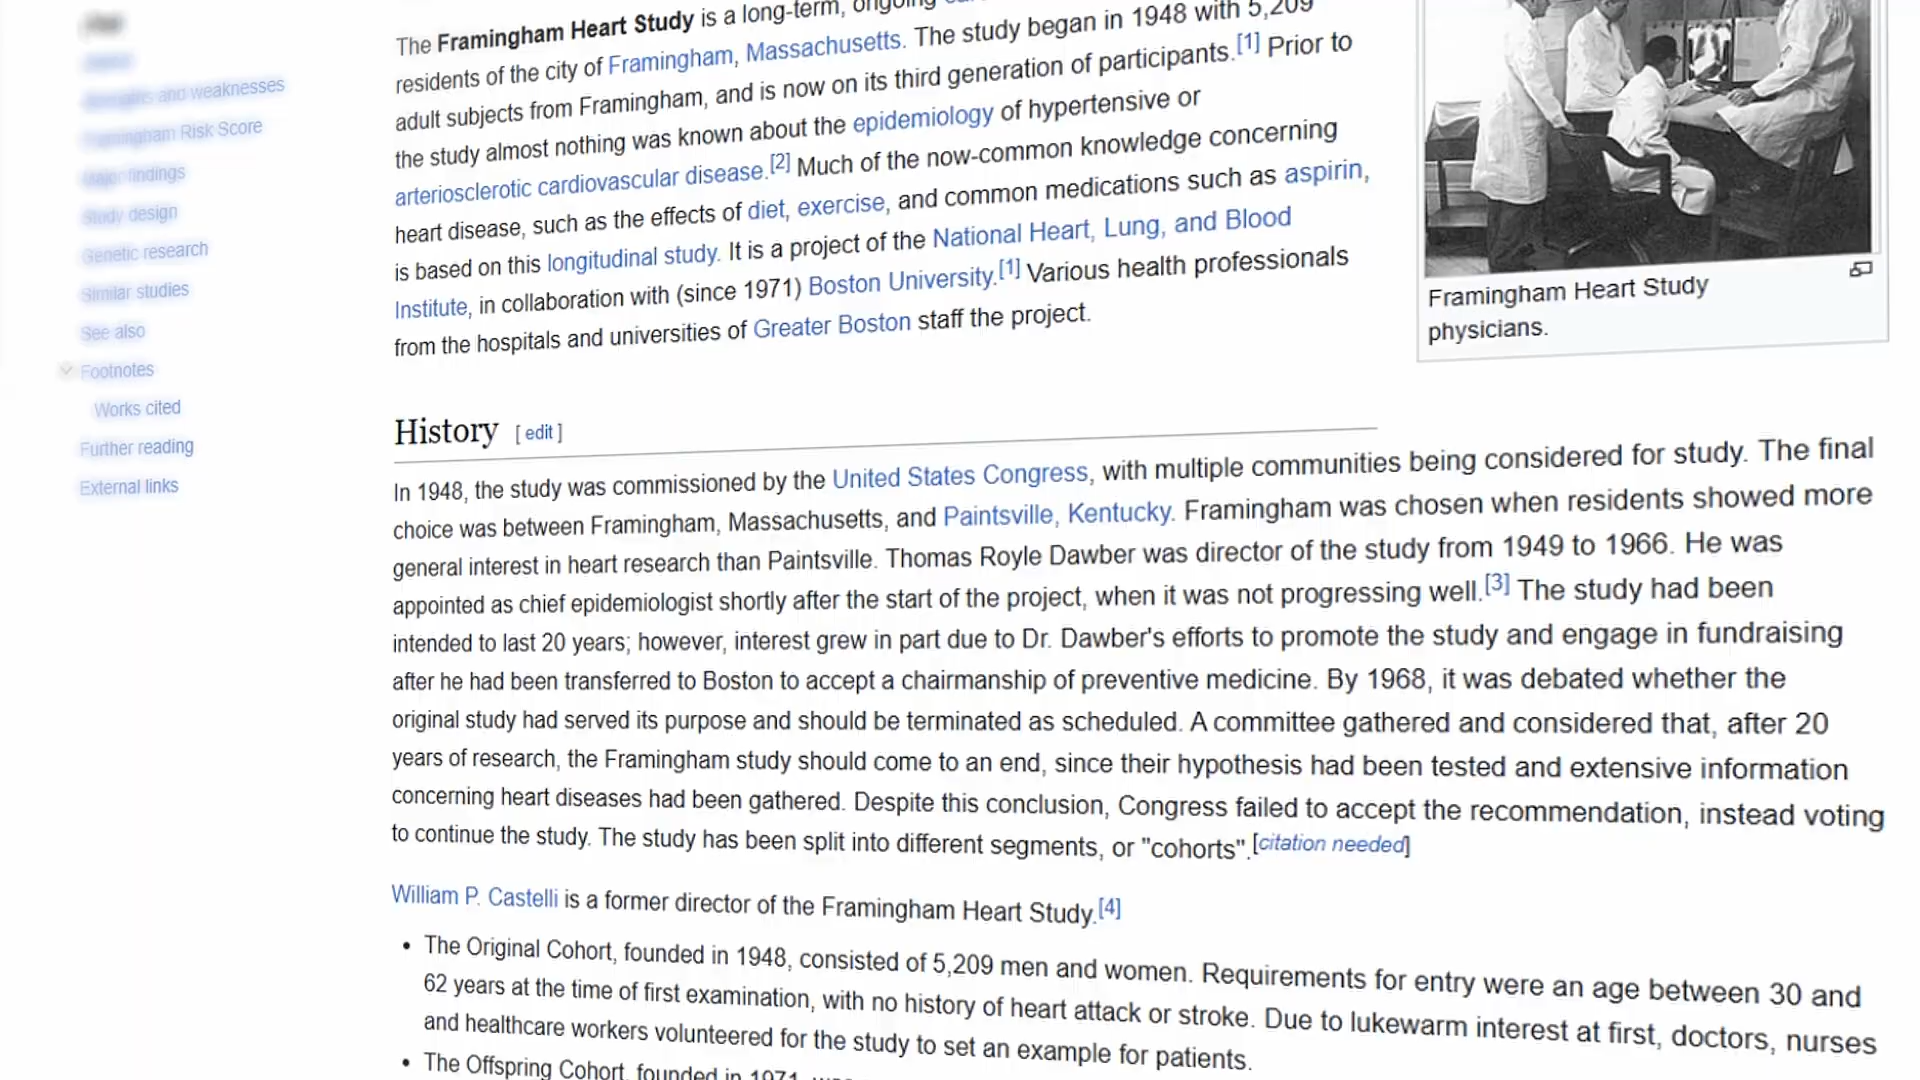 Strengths and weaknesses
Framingham Risk Score
Major findings
Study design
Genetic research
Similar studies
See also
Footnotes
Works cited
Further reading
External links
The Framingham Heart Study is a long-term, ongoing
residents of the city of Framingham, Massachusetts. The study began in 1948 with 5,209
adult subjects from Framingham, and is now on its third generation of participants.[1] Prior to
the study almost nothing was known about the epidemiology of hypertensive or
arteriosclerotic cardiovascular disease.[2] Much of the now-common knowledge concerning
heart disease, such as the effects of diet, exercise, and common medications such as aspirin,
is based on this longitudinal study. It is a project of the National Heart, Lung, and Blood
Institute, in collaboration with (since 1971) Boston University.[1] Various health professionals
from the hospitals and universities of Greater Boston staff the project.
Framingham Heart Study
physicians.
History [ edit ]
In 1948, the study was commissioned by the United States Congress, with multiple communities being considered for study. The final
choice was between Framingham, Massachusetts, and Paintsville, Kentucky. Framingham was chosen when residents showed more
general interest in heart research than Paintsville. Thomas Royle Dawber was director of the study from 1949 to 1966. He was
appointed as chief epidemiologist shortly after the start of the project, when it was not progressing well.[3] The study had been
intended to last 20 years; however, interest grew in part due to Dr. Dawber's efforts to promote the study and engage in fundraising
after he had been transferred to Boston to accept a chairmanship of preventive medicine. By 1968, it was debated whether the
original study had served its purpose and should be terminated as scheduled. A committee gathered and considered that, after 20
years of research, the Framingham study should come to an end, since their hypothesis had been tested and extensive information
concerning heart diseases had been gathered. Despite this conclusion, Congress failed to accept the recommendation, instead voting
to continue the study. The study has been split into different segments, or "cohorts".[citation needed]
William P. Castelli is a former director of the Framingham Heart Study.[4]
• The Original Cohort, founded in 1948, consisted of 5,209 men and women. Requirements for entry were an age between 30 and
62 years at the time of first examination, with no history of heart attack or stroke. Due to lukewarm interest at first, doctors, nurses
and healthcare workers volunteered for the study to set an example for patients.
• The Offspring Cohort, founded in 1971, was